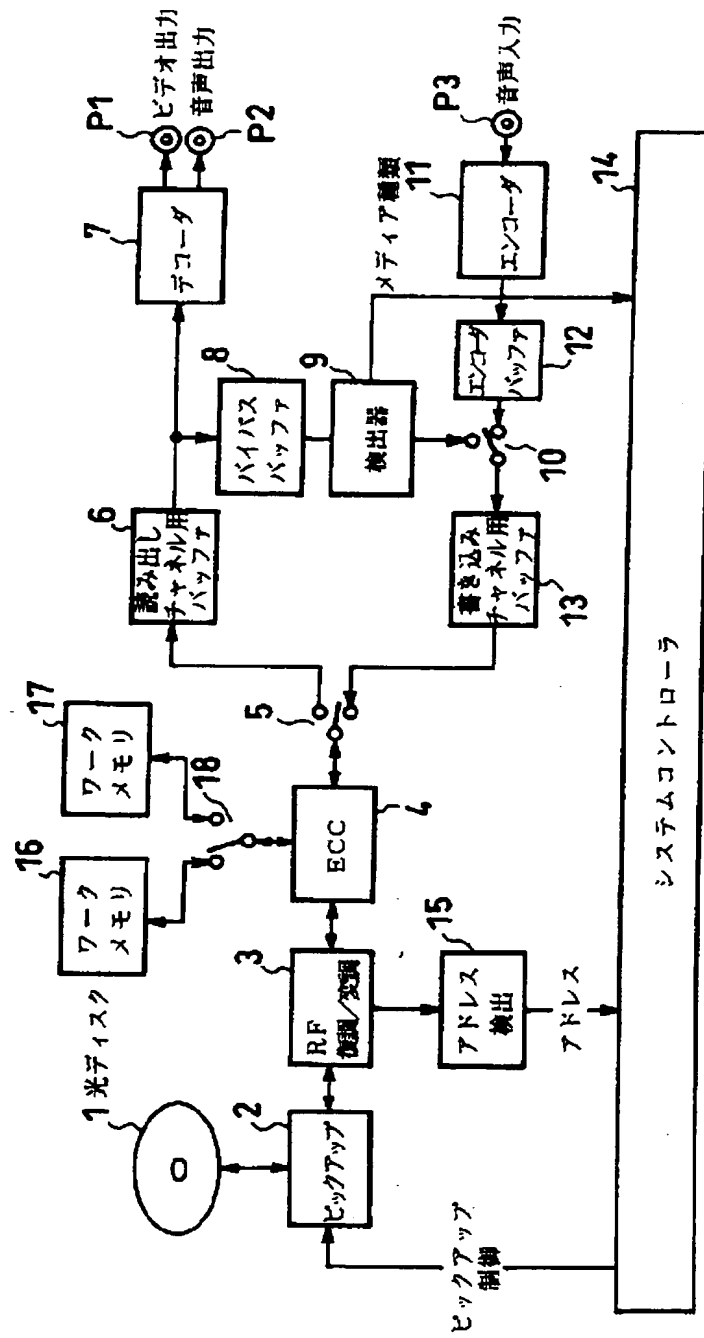 1 光ディスク
2
ピックアップ
3
RF
復調／変調
4
ECC
5
6
読み出し
チャネル用
バッファ
7
デコーダ
P1
ビデオ出力
音声出力
P2
8
バイパス
バッファ
9
検出器
メディア種類
10
11
エンコーダ
P3
音声入力
12
エンコーダ
バッファ
13
書き込み
チャネル用
バッファ
14
システムコントローラ
15
アドレス
検出
アドレス
16
ワーク
メモリ
17
ワーク
メモリ
18
ピックアップ
制御